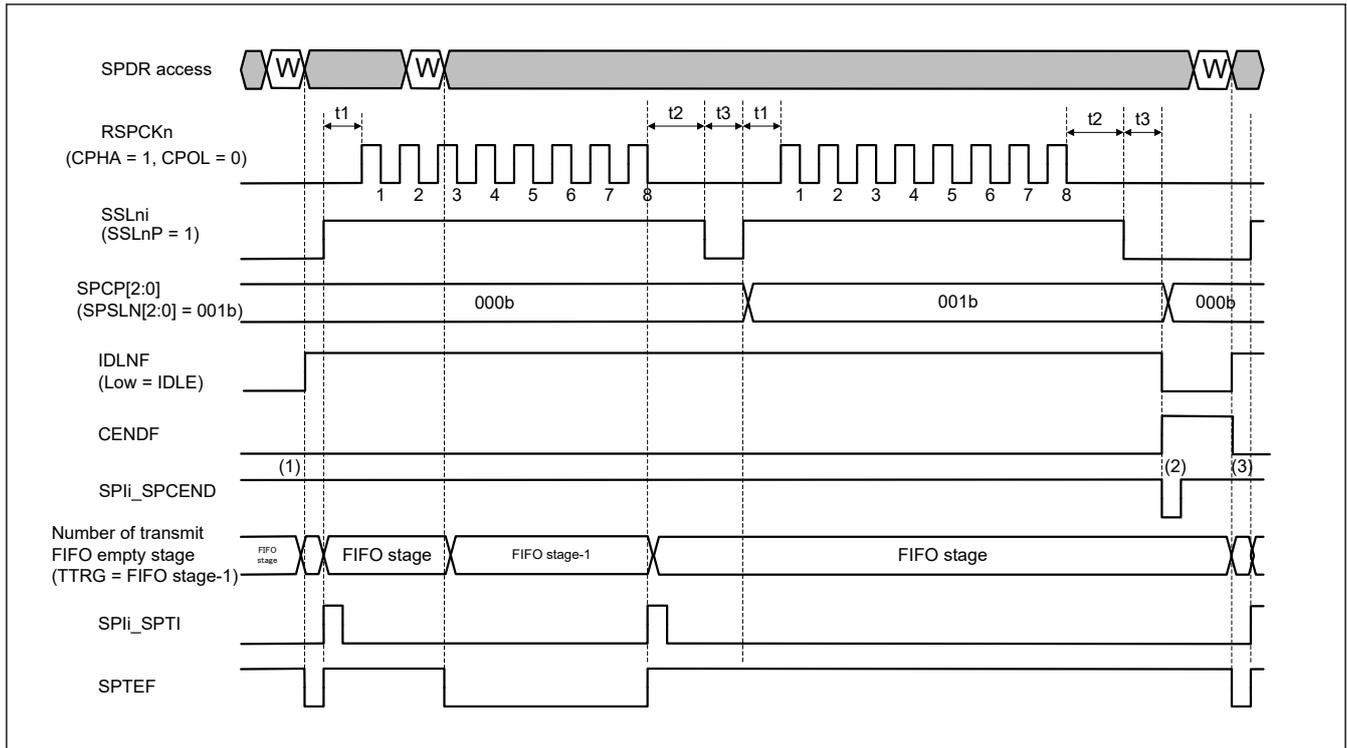 SPDR access
W
W
W
t1
t2
t3
t1
t2
t3
RSPCKn
(CPHA = 1, CPOL = 0)
1
2
3
4
5
6
7
8
1
2
3
4
5
6
7
8
SSLni
(SSLnP = 1)
SPCP[2:0]
(SPSLN[2:0] = 001b)
000b
001b
000b
IDLNF
(Low = IDLE)
CENDF
(1)
(2)
(3)
SPIi_SPCEND
Number of transmit
FIFO empty stage
(TTRG = FIFO stage-1)
FIFO
stage
FIFO stage
FIFO stage-1
FIFO stage
SPIi_SPTI
SPTEF